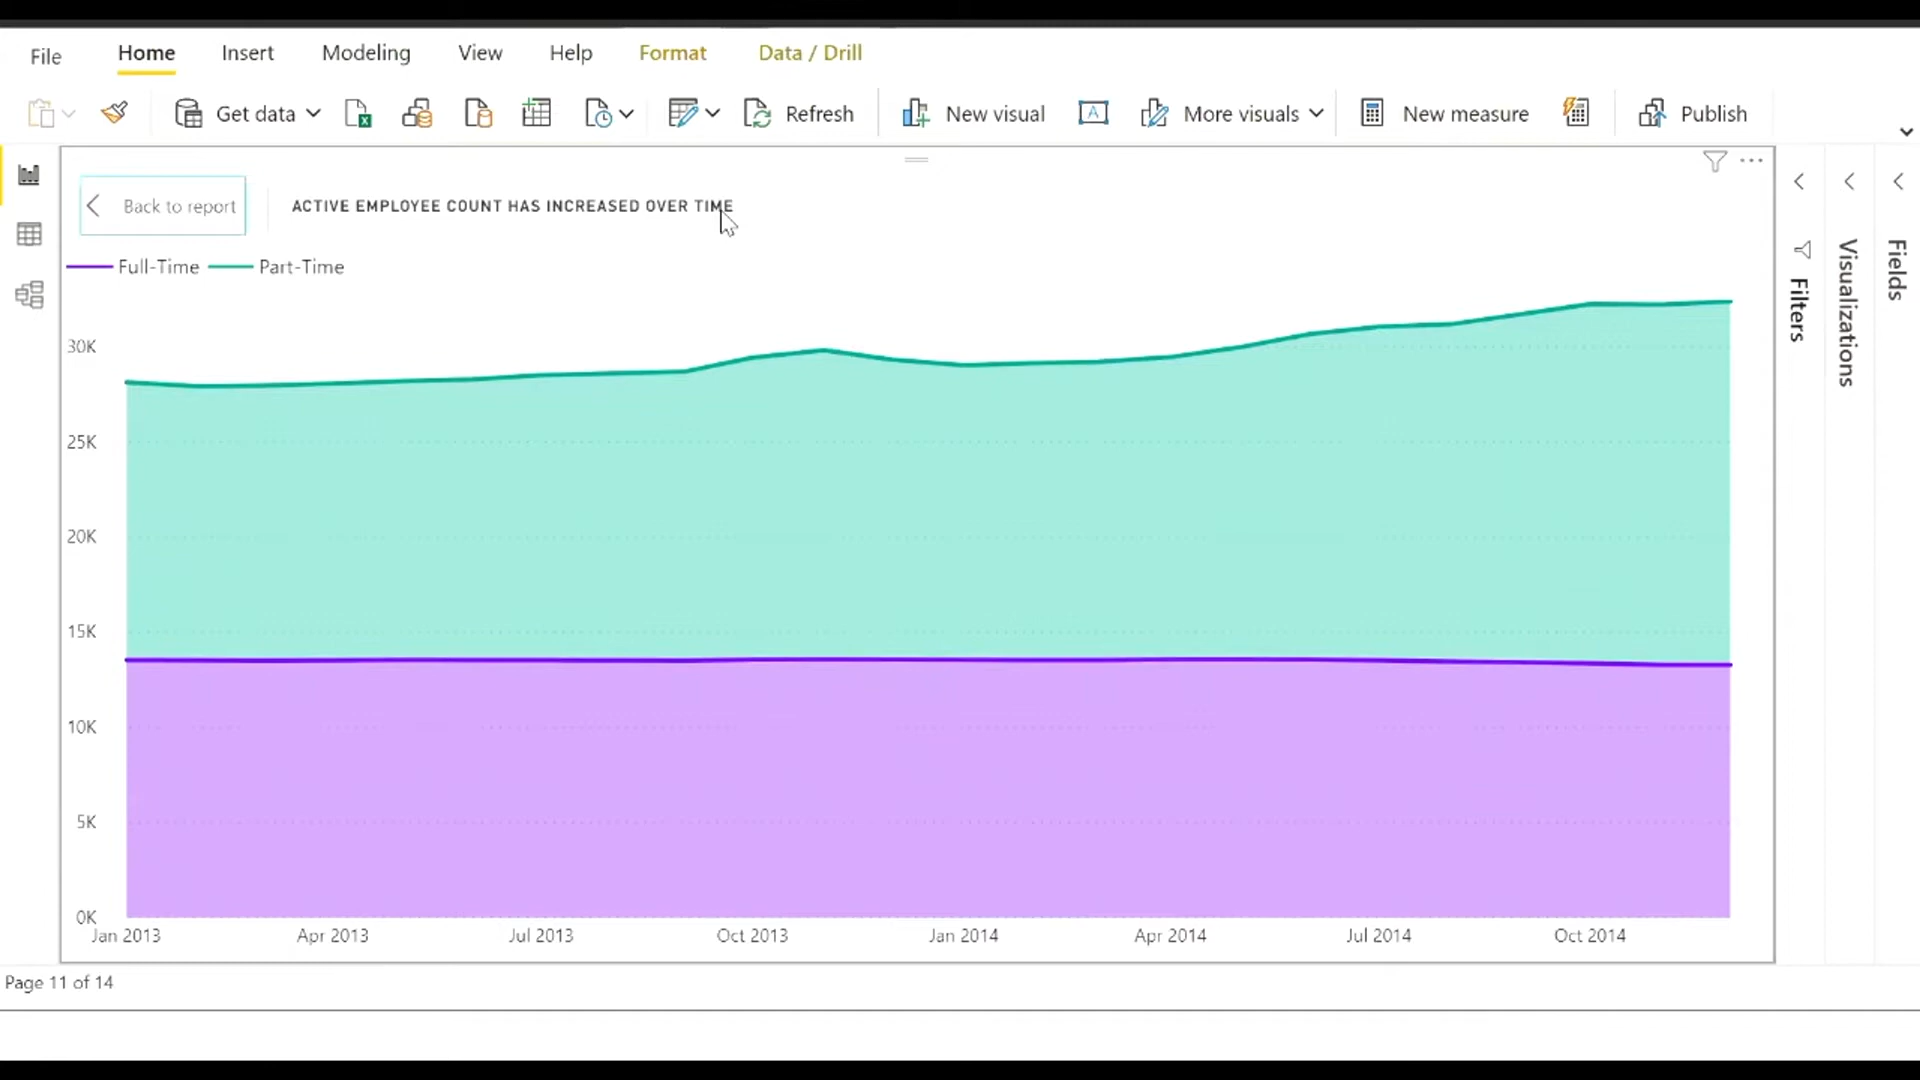 File Home Insert Modeling View Help Format Data / Drill
Get data Refresh New visual More visuals New measure Publish
Back to report ACTIVE EMPLOYEE COUNT HAS INCREASED OVER TIME
Full-Time Part-Time
30K
25K
20K
15K
10K
5K
0K
Jan 2013 Apr 2013 Jul 2013 Oct 2013 Jan 2014 Apr 2014 Jul 2014 Oct 2014
Filters
Visualizations
Fields
Page 11 of 14